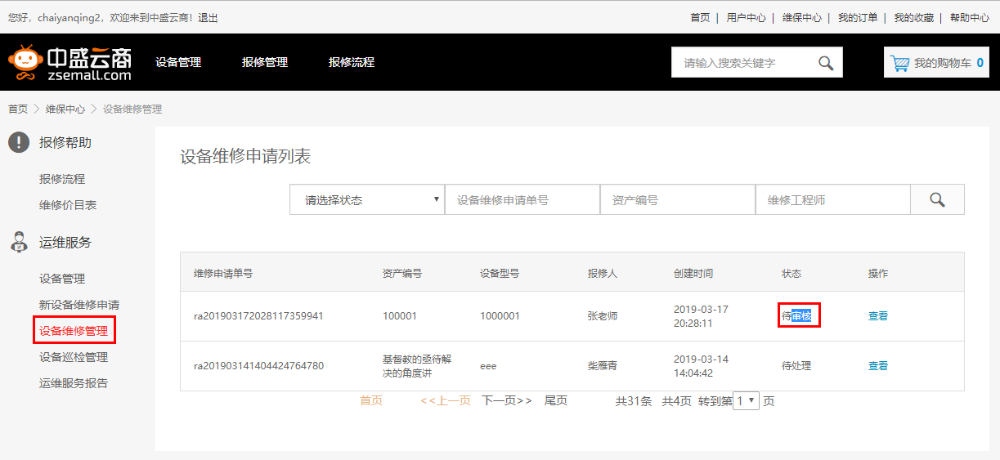 您好，chaiyanqing2，欢迎来到中盛云商！退出
首页 | 用户中心 | 维保中心 | 我的订单 | 我的收藏 | 帮助中心
中盛云商
zsemall.com
设备管理 报修管理 报修流程
请输入搜索关键字
我的购物车 0
首页 > 维保中心 > 设备维修管理
报修帮助
报修流程
维修价目表
运维服务
设备管理
新设备维修申请
设备维修管理
设备巡检管理
运维服务报告
设备维修申请列表
请选择状态 设备维修申请单号 资产编号 维修工程师
维修申请单号 资产编号 设备型号 报修人 创建时间 状态 操作
ra201903172028117359941 100001 1000001 张老师 2019-03-17 20:28:11 待审核 查看
ra201903141404424764780 基督教的亟待解决的角度讲 eee 柴雁青 2019-03-14 14:04:42 待处理 查看
首页 <<上一页 下一页>> 尾页 共31条 共4页 转到第 1 页